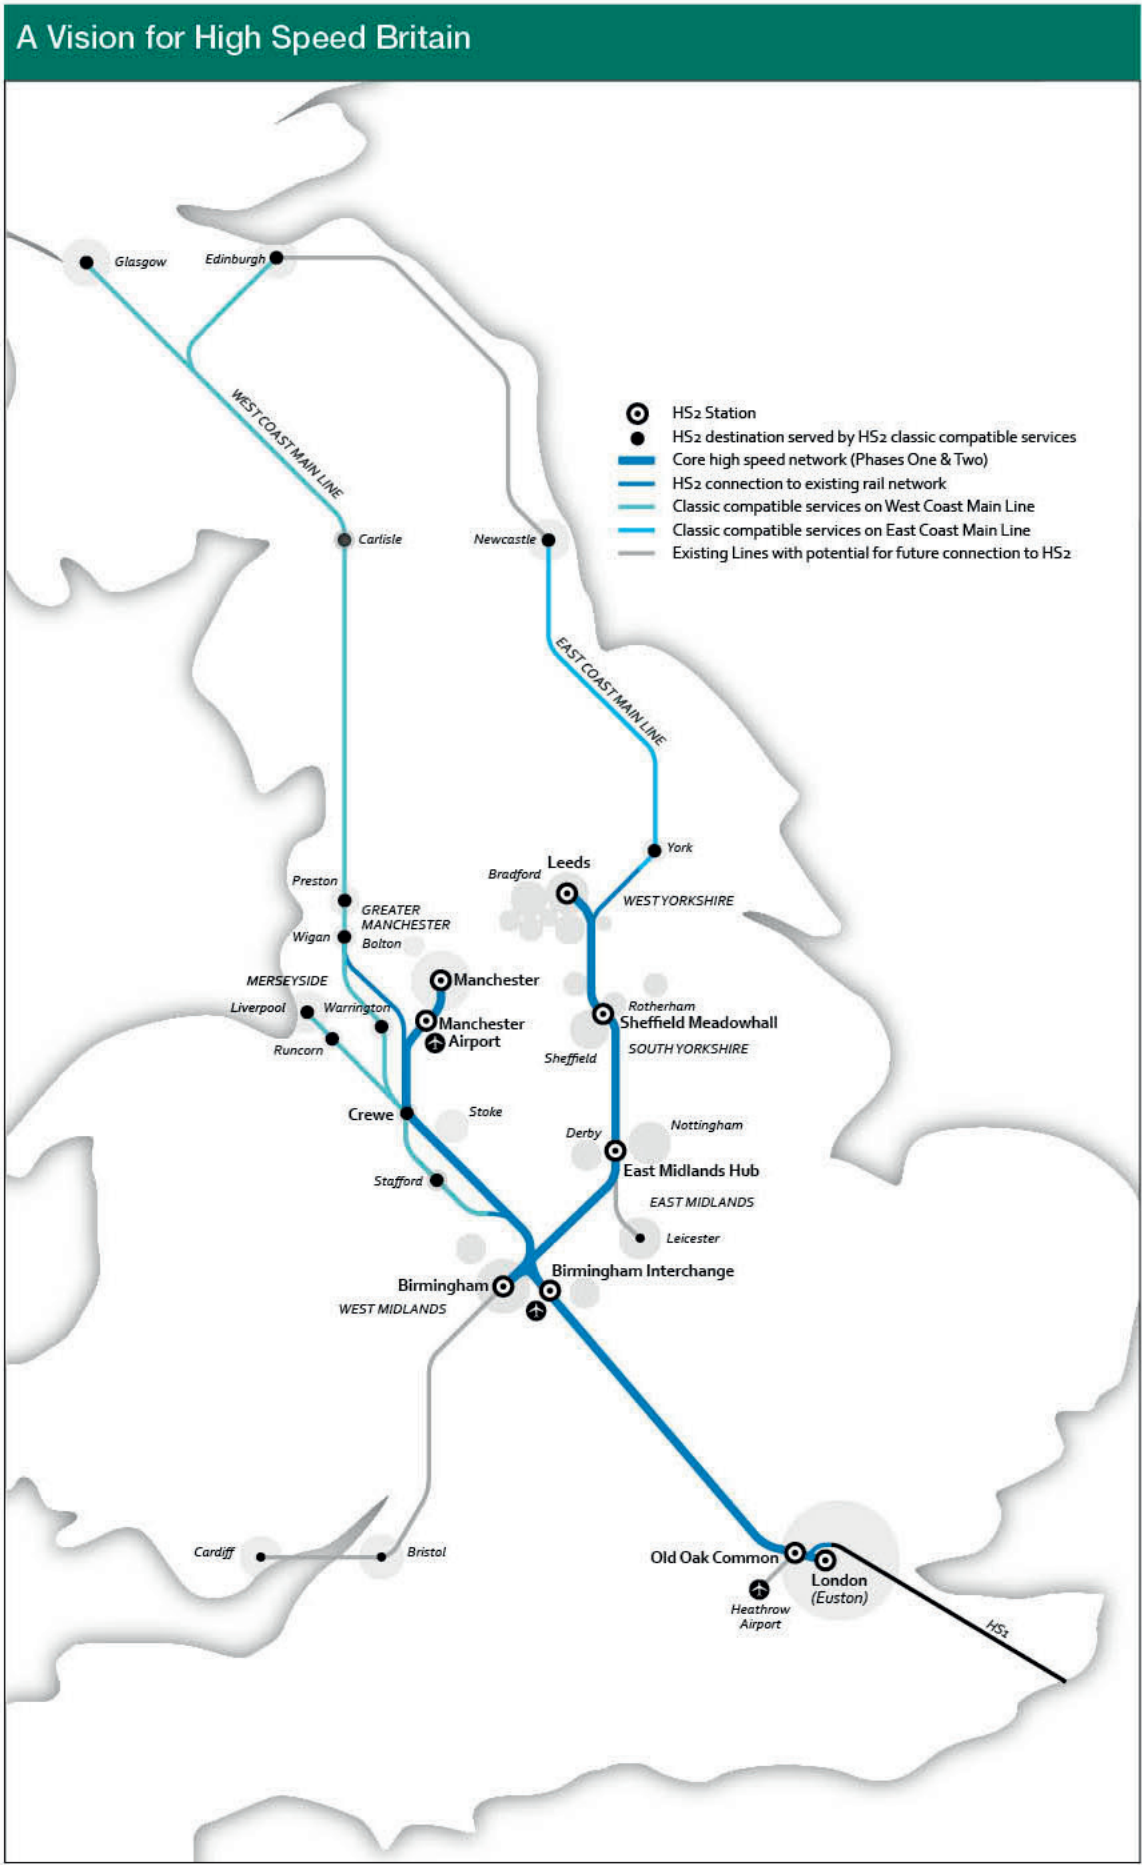 A Vision for High Speed Britain
Glasgow
Edinburgh
WEST COAST MAIN LINE
HS2 Station
HS2 destination served by HS2 classic compatible services
Core high speed network (Phases One & Two)
HS2 connection to existing rail network
Classic compatible services on West Coast Main Line
Classic compatible services on East Coast Main Line
Existing Lines with potential for future connection to HS2
Carlisle
Newcastle
EAST COAST MAIN LINE
York
Leeds
Bradford
WEST YORKSHIRE
Preston
GREATER
MANCHESTER
Wigan
Bolton
MERSEYSIDE
Manchester
Liverpool
Warrington
Manchester
Airport
Runcorn
Rotherham
Sheffield Meadowhall
Sheffield
SOUTH YORKSHIRE
Crewe
Stoke
Derby
Nottingham
East Midlands Hub
Stafford
EAST MIDLANDS
Leicester
Birmingham Interchange
Birmingham
WEST MIDLANDS
Cardiff
Bristol
Old Oak Common
London
(Euston)
Heathrow
Airport
HS1